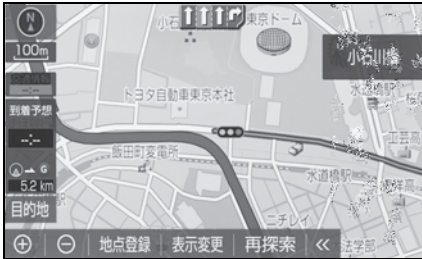 小石
東京ドーム
100m
小石川橋
水道橋駅
トヨタ自動車東京本社
到着予想
--:--
--:--
飯田町変電所
工芸高
G
5.2 km
水道橋駅
目的地
ニチレイ
地点登録
表示変更
再探索
法学部